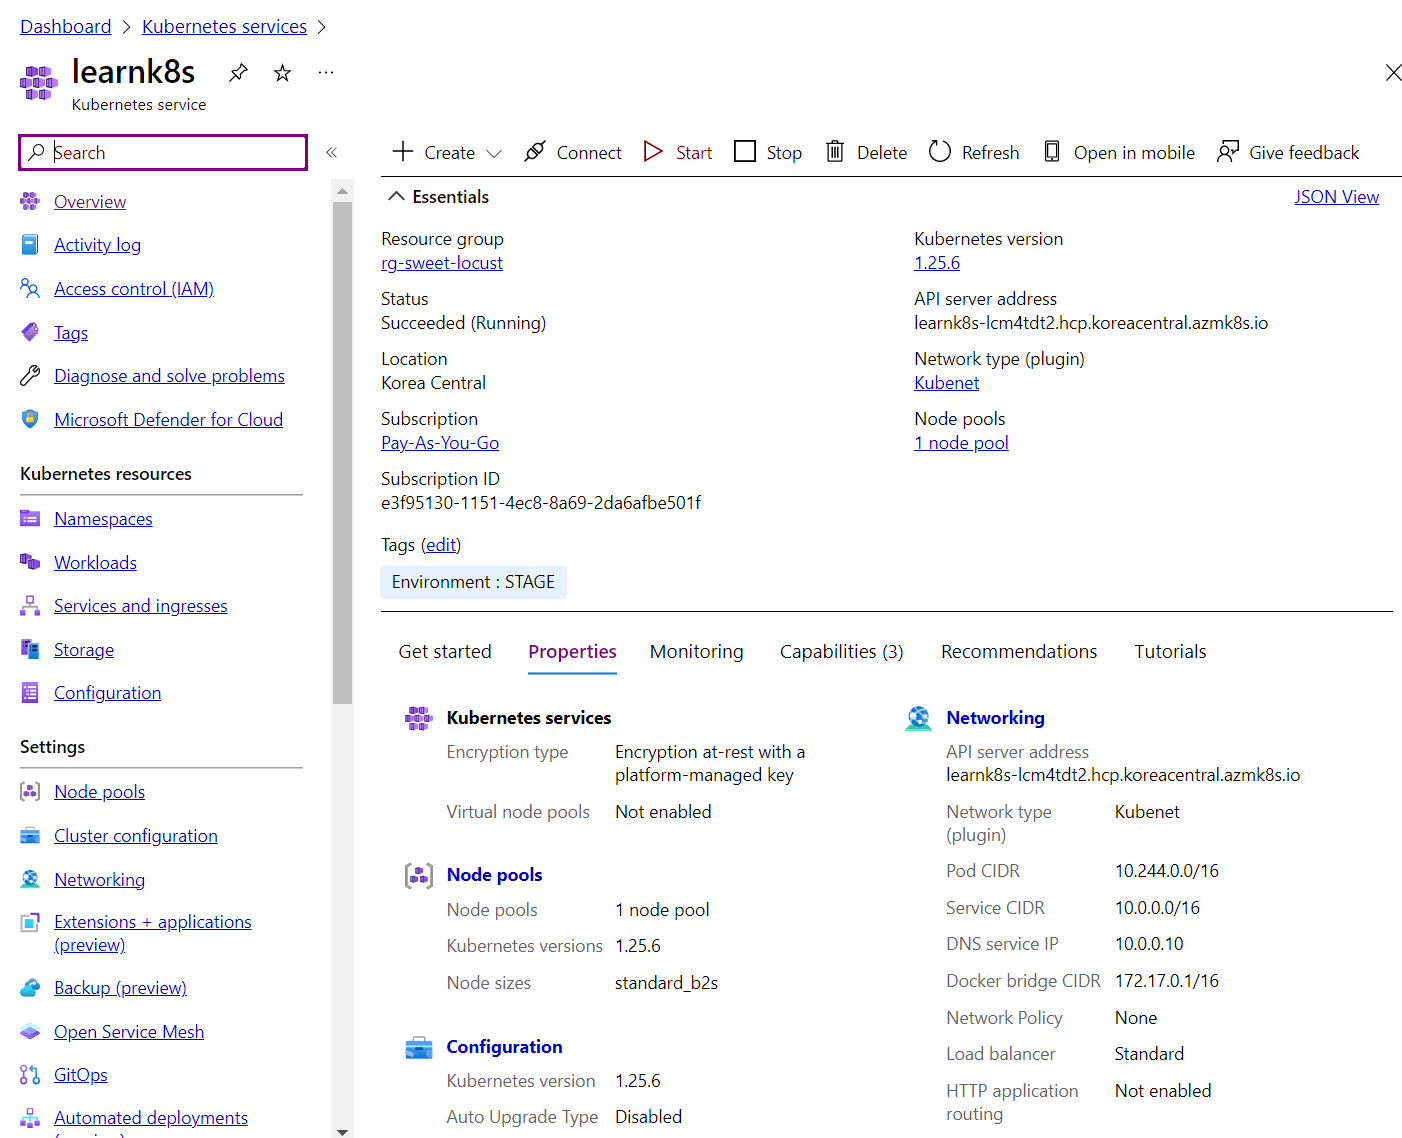 Dashboard > Kubernetes services >
learnk8s
Kubernetes service
Search
Overview
Activity log
Access control (IAM)
Tags
Diagnose and solve problems
Microsoft Defender for Cloud
Kubernetes resources
Namespaces
Workloads
Services and ingresses
Storage
Configuration
Settings
Node pools
Cluster configuration
Networking
Extensions + applications
(preview)
Backup (preview)
Open Service Mesh
GitOps
Automated deployments
Create Connect Start Stop Delete Refresh Open in mobile Give feedback
Essentials
JSON View
Resource group
rg-sweet-locust
Status
Succeeded (Running)
Location
Korea Central
Subscription
Pay-As-You-Go
Subscription ID
e3f95130-1151-4ec8-8a69-2da6afbe501f
Kubernetes version
1.25.6
API server address
learnk8s-lcm4tdt2.hcp.koreacentral.azmk8s.io
Network type (plugin)
Kubenet
Node pools
1 node pool
Tags (edit)
Environment : STAGE
Get started Properties Monitoring Capabilities (3) Recommendations Tutorials
Kubernetes services
Encryption type Encryption at-rest with a
platform-managed key
Virtual node pools Not enabled
Node pools
Node pools 1 node pool
Kubernetes versions 1.25.6
Node sizes standard_b2s
Configuration
Kubernetes version 1.25.6
Auto Upgrade Type Disabled
Networking
API server address
learnk8s-lcm4tdt2.hcp.koreacentral.azmk8s.io
Network type Kubenet
(plugin)
Pod CIDR 10.244.0.0/16
Service CIDR 10.0.0.0/16
DNS service IP 10.0.0.10
Docker bridge CIDR 172.17.0.1/16
Network Policy None
Load balancer Standard
HTTP application Not enabled
routing